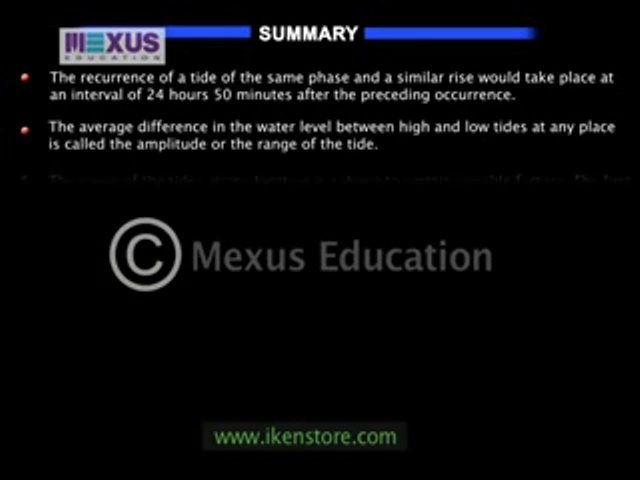 SUMMARY
MEXUS
EDUCATION
The recurrence of a tide of the same phase and a similar rise would take place at
an interval of 24 hours 50 minutes after the preceding occurrence.
The average difference in the water level between high and low tides at any place
is called the amplitude or the range of the tide.
© Mexus Education
www.ikenstore.com